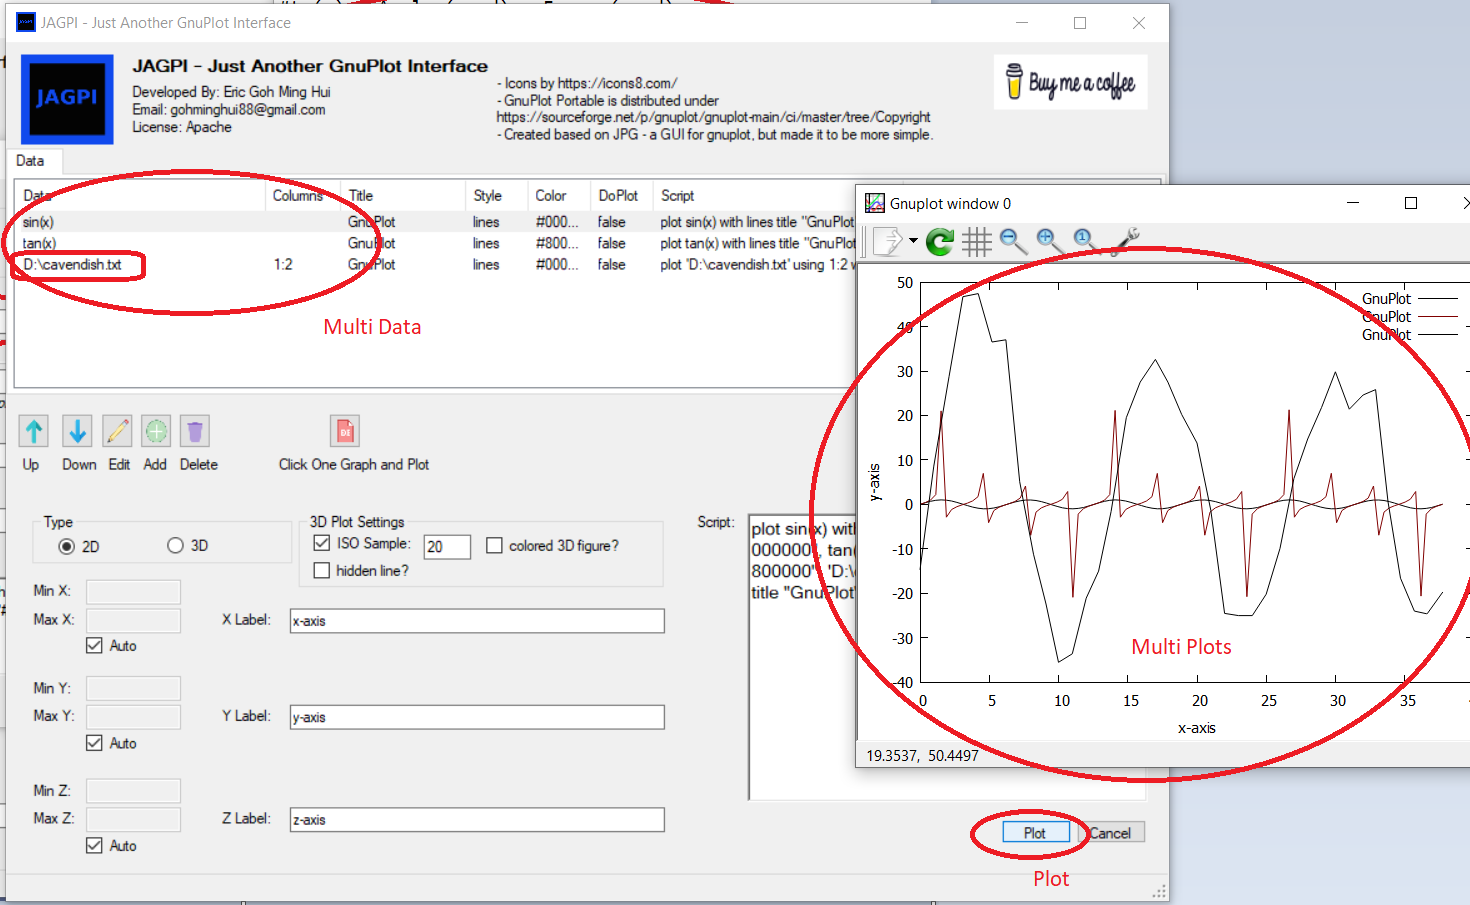 JAGPI - Just Another GnuPlot Interface
JAGPI
JAGPI - Just Another GnuPlot Interface
Developed By: Eric Goh Ming Hui
Email: gohminghui88@gmail.com
License: Apache
- Icons by https://icons8.com/
- GnuPlot Portable is distributed under
https://sourceforge.net/p/gnuplot/gnuplot-main/ci/master/tree/Copyright
- Created based on JPG - a GUI for gnuplot, but made it to be more simple.
Buy me a coffee
Data
Data Columns Title Style Color DoPlot Script
sin(x) GnuPlot lines #000... false plot sin(x) with lines title "GnuPlot
tan(x) GnuPlot lines #800... false plot tan(x) with lines title "GnuPlot
D:\cavendish.txt 1:2 GnuPlot lines #000... false plot 'D:\cavendish.txt' using 1:2 w
Multi Data
Up Down Edit Add Delete Click One Graph and Plot
Type
2D 3D
3D Plot Settings
ISO Sample: 20 colored 3D figure?
hidden line?
Min X:
Max X:
Auto
X Label: x-axis
Min Y:
Max Y:
Auto
Y Label: y-axis
Min Z:
Max Z:
Auto
Z Label: z-axis
Script:
plot sin(x) with
000000", tan(
800000" 'D:\
title "GnuPlot"
Gnuplot window 0
GnuPlot
GnuPlot
GnuPlot
50
40
30
20
10
0
-10
-20
-30
-40
y-axis
0 5 10 15 20 25 30 35
x-axis
Multi Plots
19.3537, 50.4497
Plot Cancel
Plot